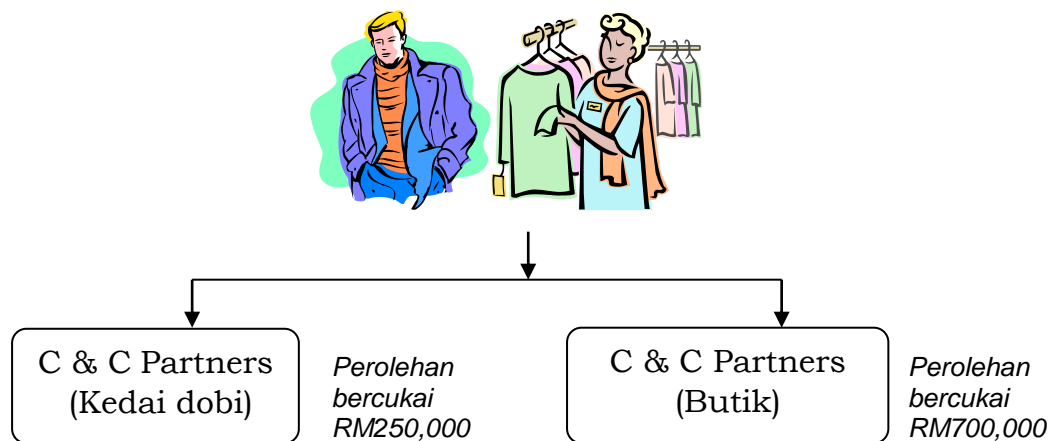 C & C Partners
(Kedai dobi)
Perolehan
bercukai
RM250,000
C & C Partners
(Butik)
Perolehan
bercukai
RM700,000